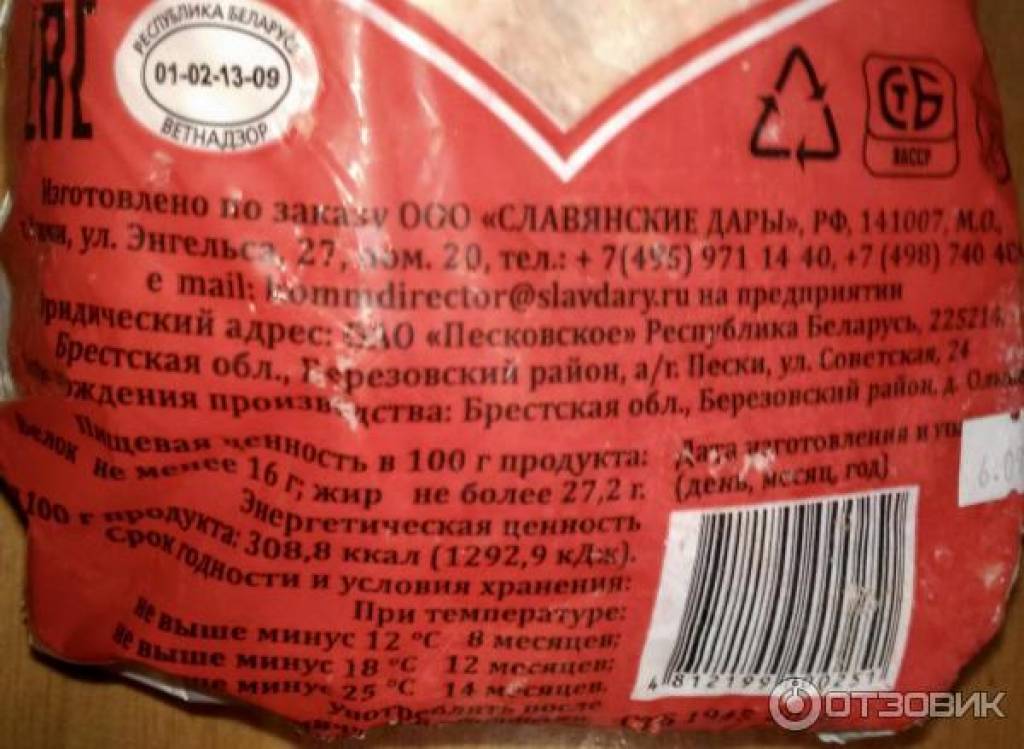 EAC
РЕСПУБЛИКА БЕЛАРУСЬ
01-02-13-09
ВЕТНАДЗОР
СТБ
ВАССР
Изготовлено по заказу ООО «СЛАВЯНСКИЕ ДАРЫ», РФ, 141007, М.О.,
ул. Энгельса, 27, пом. 20, тел.: + 7(495) 971 14 40, +7 (498) 740
e mail: kommdirector@slavdary.ru на предприятии
Юридический адрес: ОАО «Песковское» Республика Беларусь, 225214,
Брестская обл., Березовский район, а/г. Пески, ул. Советская, 24
производства: Брестская обл., Березовский район, д.
Пищевая ценность в 100 г продукта:
Белок не менее 16 г; жир не более 27,2 г.
Энергетическая ценность
100 г продукта: 308,8 ккал (1292,9 кДж).
Срок годности и условия хранения:
При температуре:
не выше минус 12 °C 8 месяцев;
не выше минус 18 °C 12 месяцев;
минус 25 °C 14 месяцев.
Употреблять после
СТБ
Дата изготовления и
(день, месяц, год)
ОТЗОВИК